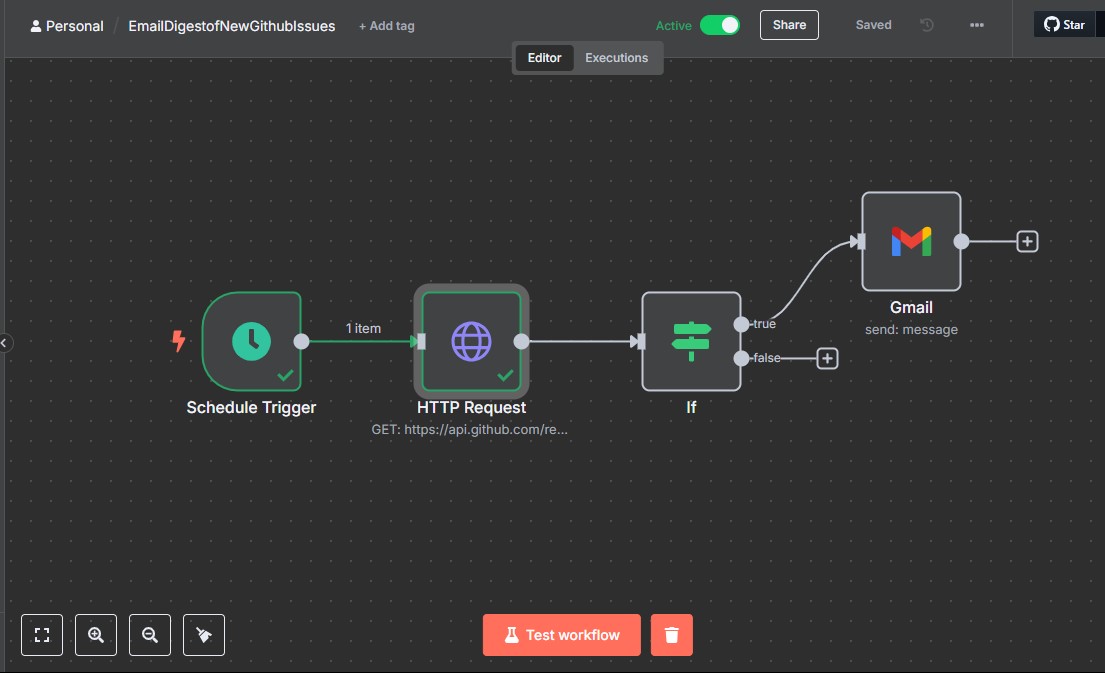 Personal / EmailDigestofNewGithubIssues + Add tag Active Share Saved ••• Star
Editor Executions
1 item
true
false
Gmail
send: message
Schedule Trigger
HTTP Request
If
GET: https://api.github.com/re...
Test workflow